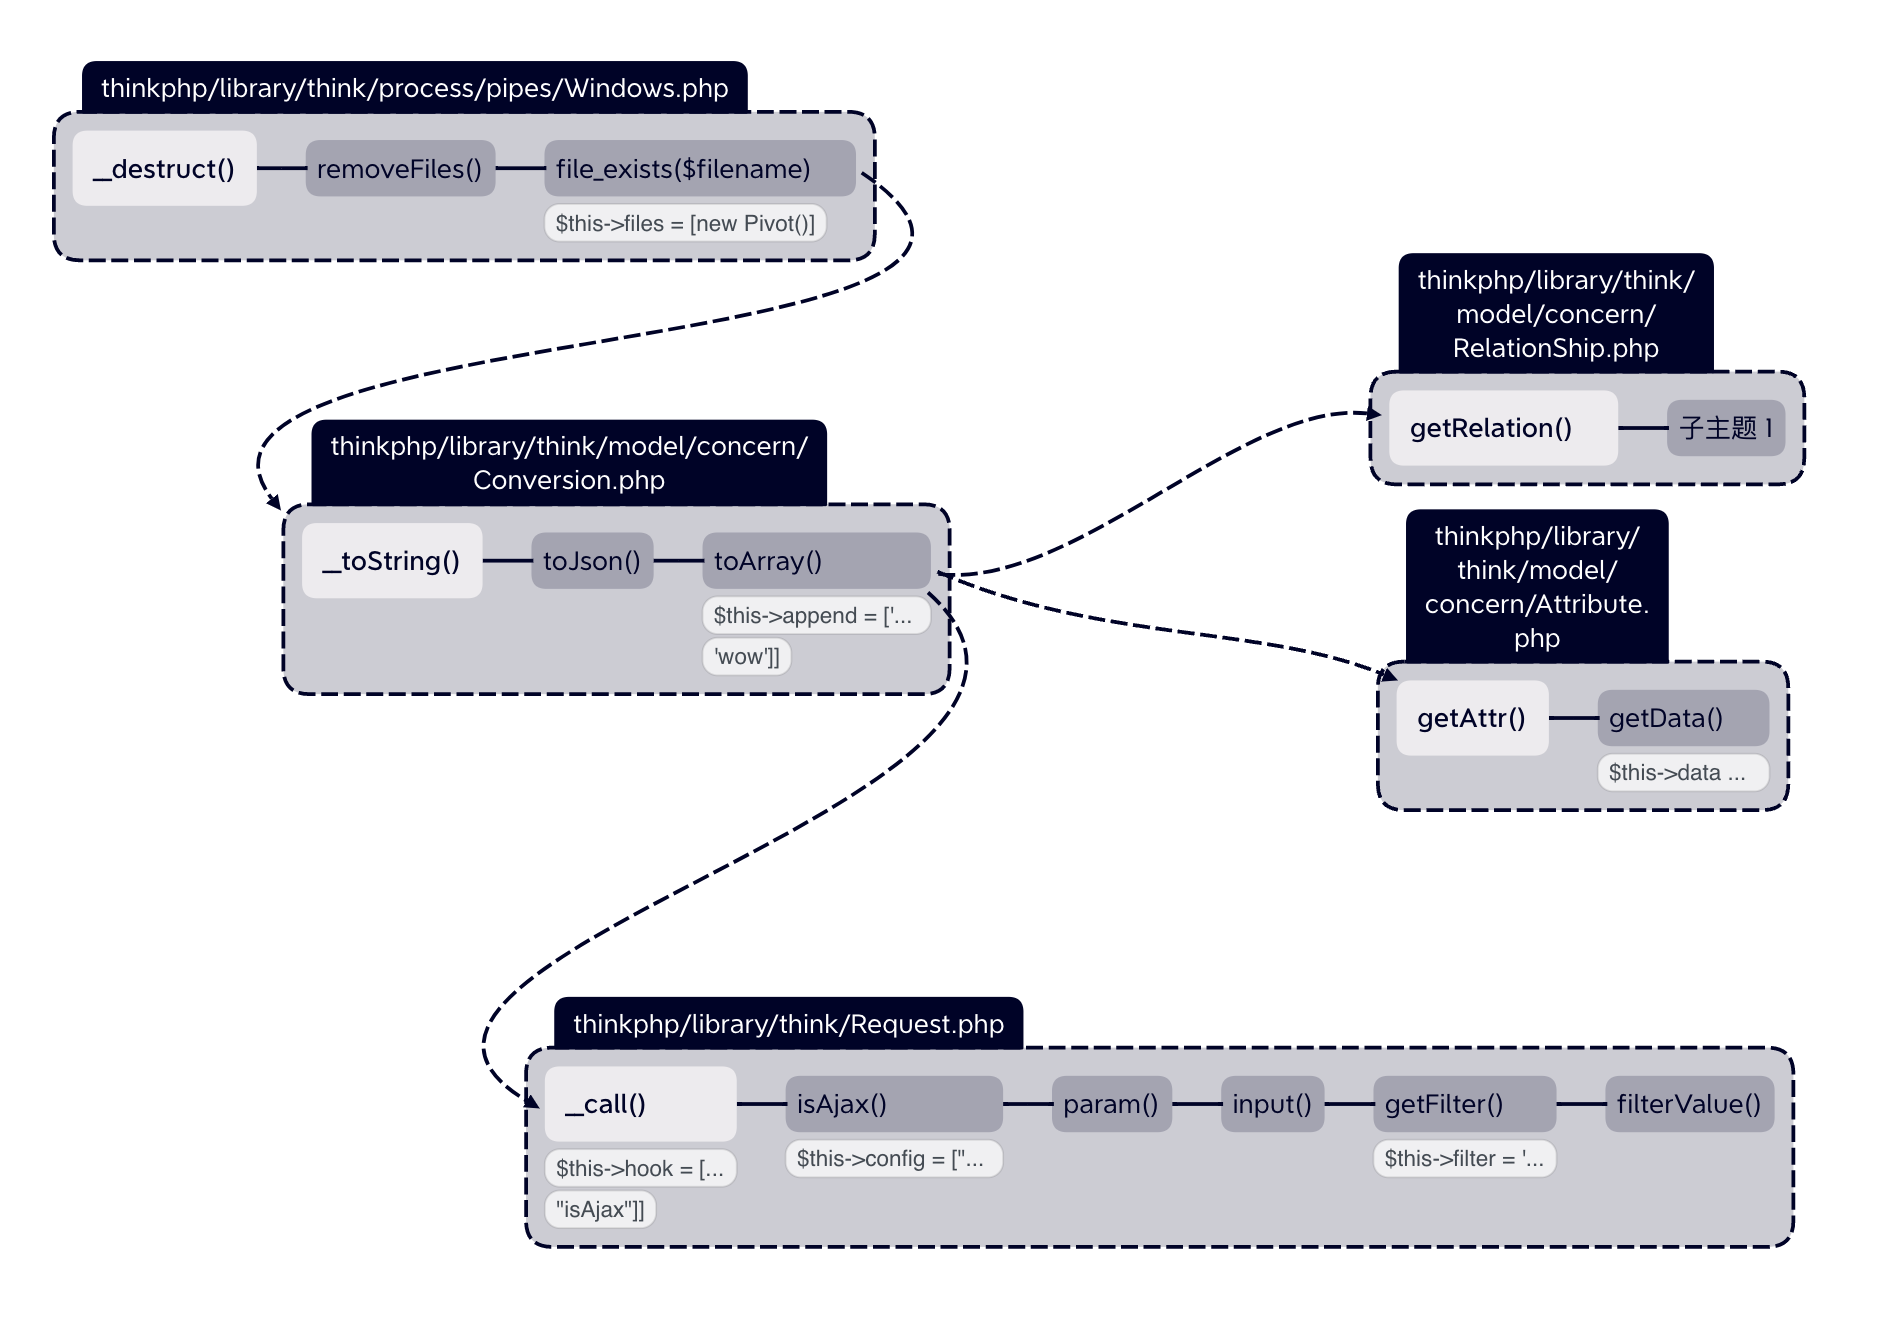 thinkphp/library/think/process/pipes/Windows.php
__destruct()
removeFiles()
file_exists($filename)
$this->files = [new Pivot()]
thinkphp/library/think/model/concern/
Conversion.php
__toString()
toJson()
toArray()
$this->append = ['...
'wow']]
thinkphp/library/think/
model/concern/
RelationShip.php
getRelation()
子主题 1
thinkphp/library/
think/model/
concern/Attribute.
php
getAttr()
getData()
$this->data ...
thinkphp/library/think/Request.php
__call()
isAjax()
param()
input()
getFilter()
filterValue()
$this->hook = [...
"isAjax"]]
$this->config = ["...
$this->filter = '...